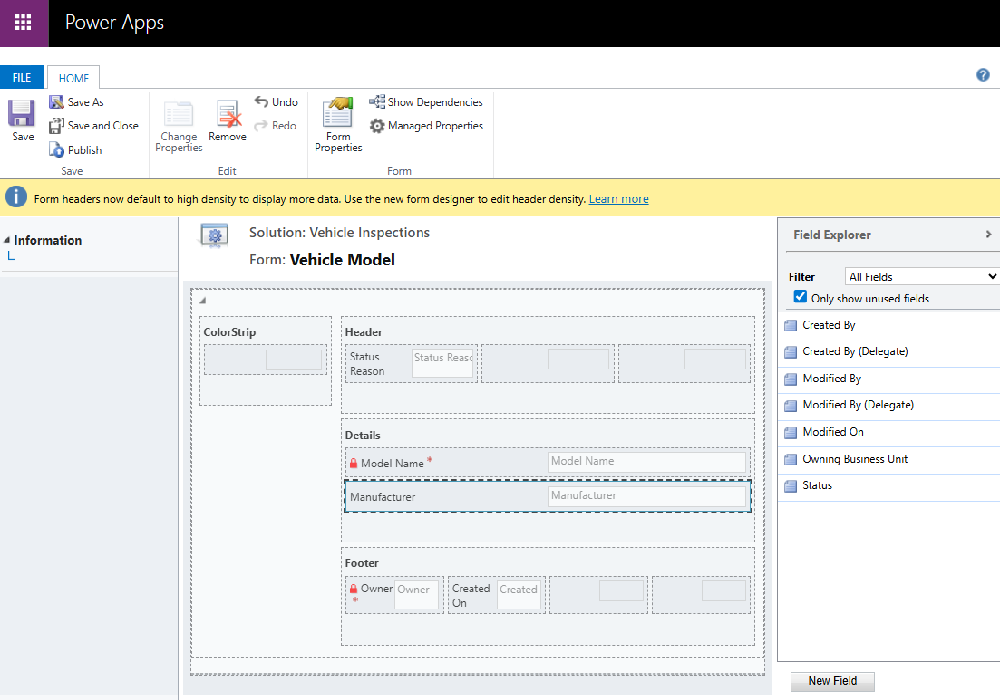 Power Apps
FILE
HOME
Save
Save As
Save and Close
Publish
Save
Change
Properties
Remove
Undo
Redo
Edit
Form
Properties
Show Dependencies
Managed Properties
Form
Form headers now default to high density to display more data. Use the new form designer to edit header density. Learn more
Information
Solution: Vehicle Inspections
Form: Vehicle Model
ColorStrip
Header
Status
Reason
Status Reaso
Details
Model Name *
Model Name
Manufacturer
Manufacturer
Footer
Owner
*
Owner
Created
On
Created
Field Explorer
Filter
All Fields
Only show unused fields
Created By
Created By (Delegate)
Modified By
Modified By (Delegate)
Modified On
Owning Business Unit
Status
New Field